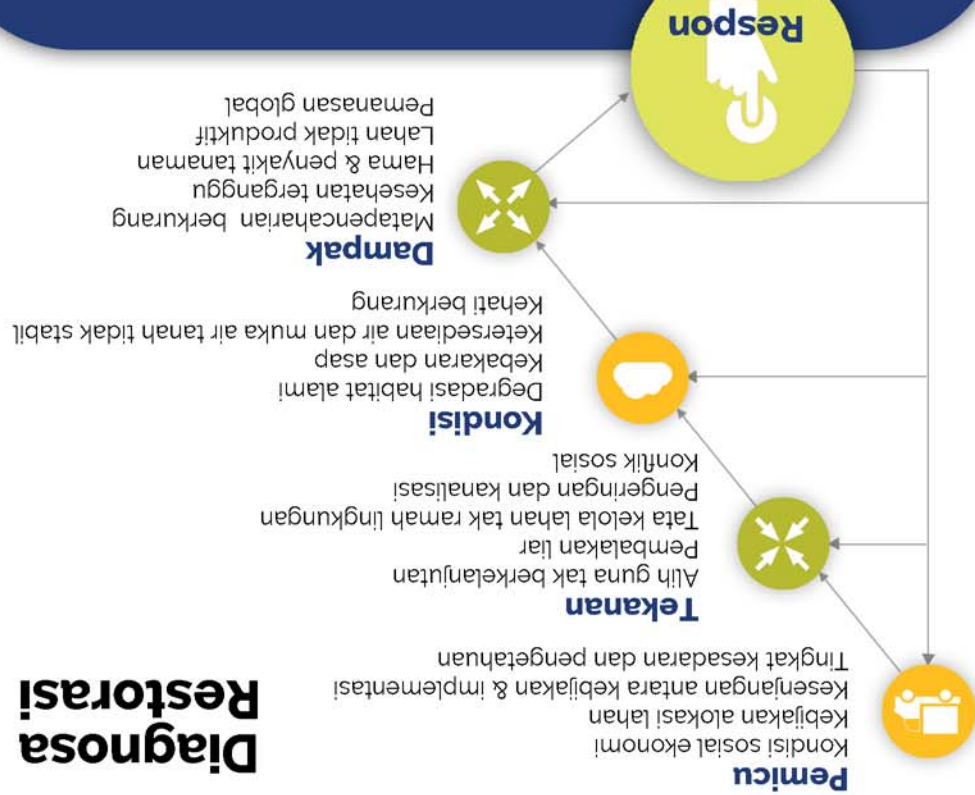 Diagnosa
Restorasi
Pemicu
Kondisi sosial ekonomi
Kebijakan alokasi lahan
Kesenjangan antara kebijakan & implementasi
Tingkat kesadaran dan pengetahuan
Tekanan
Alih guna tak berkelanjutan
Pembalakan liar
Tata kelola lahan tak ramah lingkungan
Pengeringan dan kanalisasi
Konflik sosial
Kondisi
Degradasi habitat alami
Kebakaran dan asap
Ketersediaan air dan muka air tanah tidak stabil
Kehati berkurang
Dampak
Matapencaharian berkurang
Kesehatan terganggu
Hama & penyakit tanaman
Lahan tidak produktif
Pemanasan global
Respon